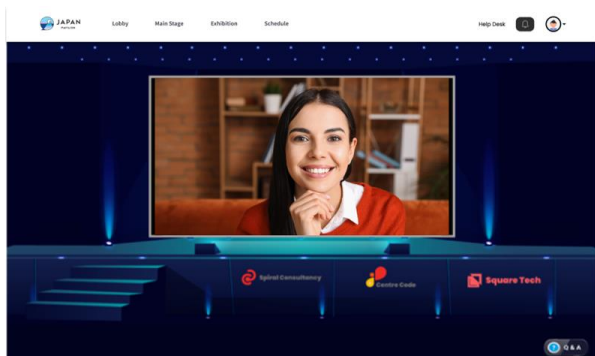 JAPAN
Lobby
Main Stage
Exhibition
Schedule
Help Desk
Spiral Consultancy
Centre Code
Square Tech
Q & A